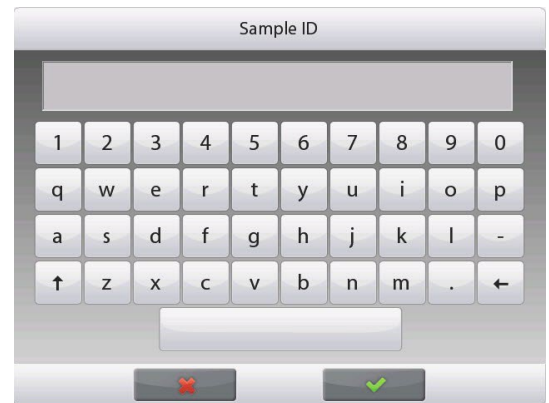 Sample ID
1 2 3 4 5 6 7 8 9 0
q w e r t y u i o p
a s d f g h j k l -
↑ z x c v b n m . ←